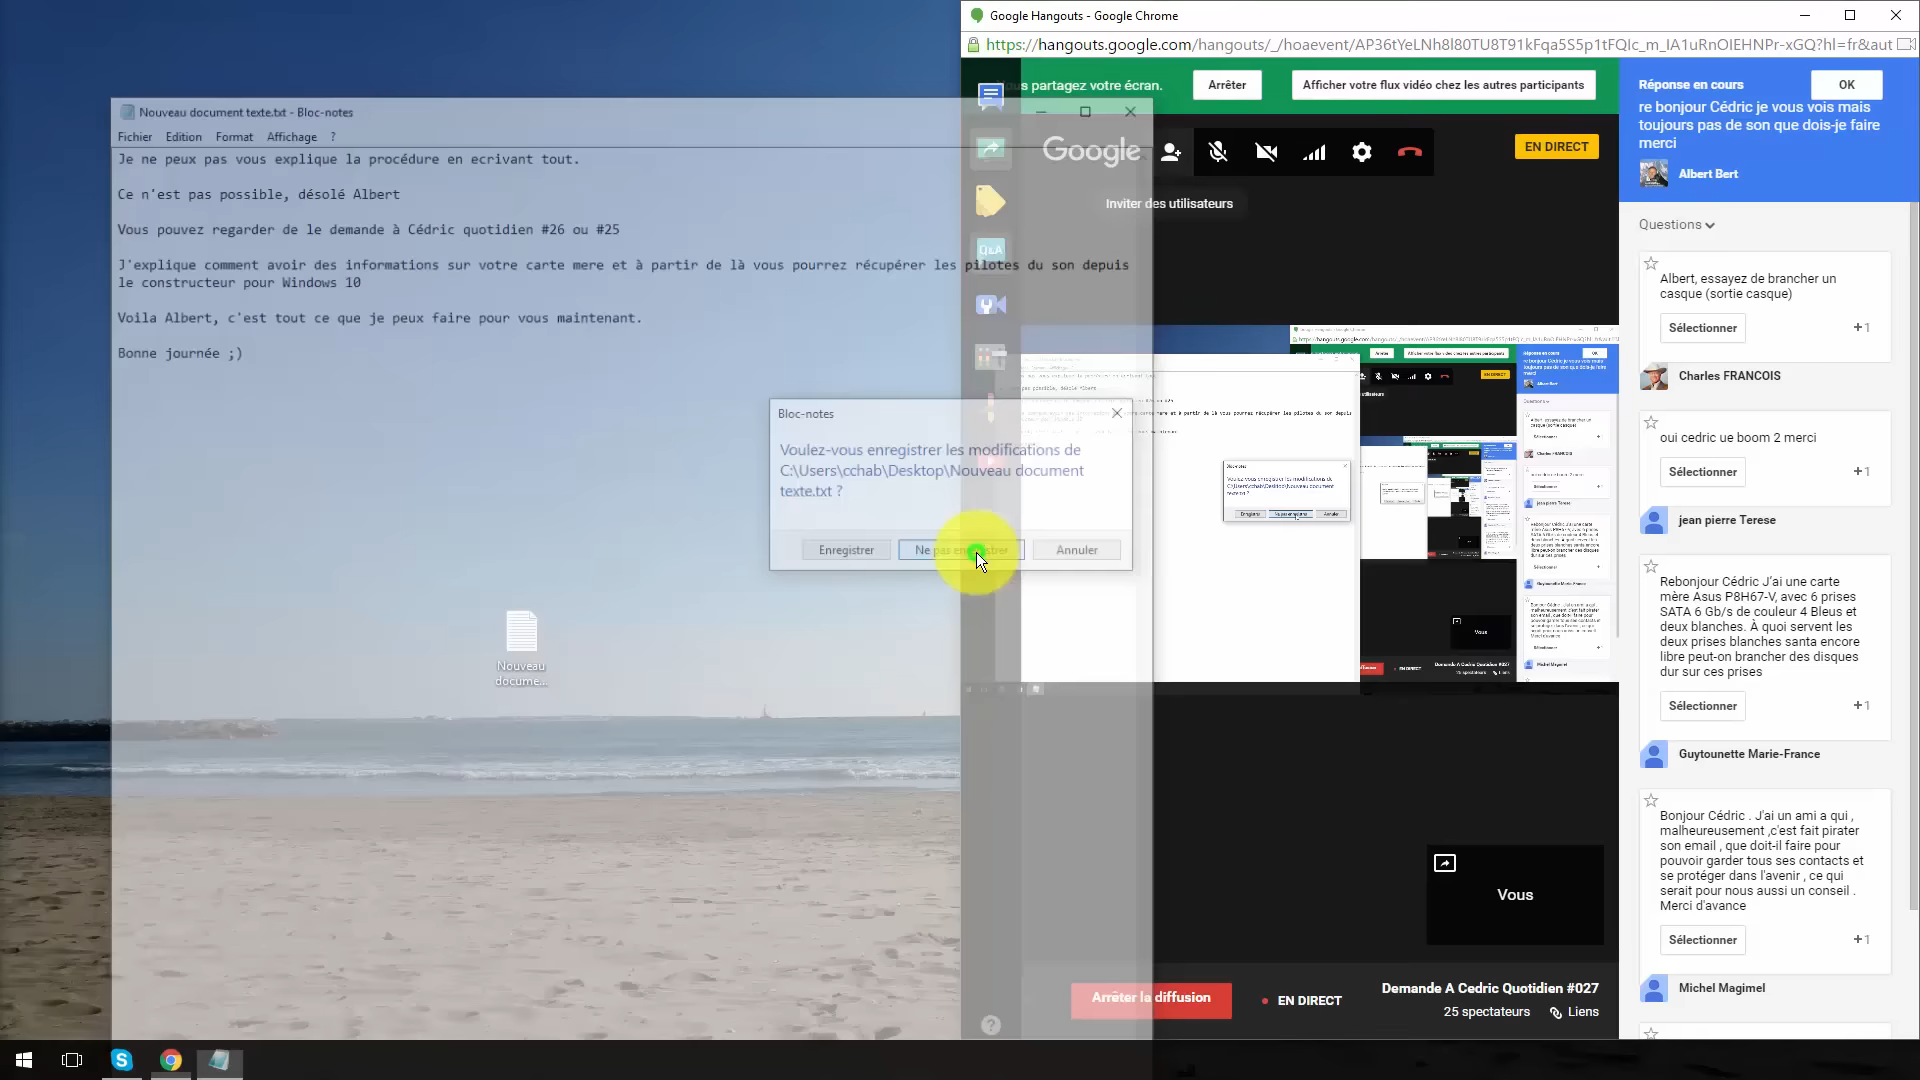 Google Hangouts - Google Chrome
https://hangouts.google.com/hangouts/_/hoaevent/AP36tYeLNh8l80TU8T91kFqa5S5p1tFQIc_m_IA1uRnOIEHNPr-xGQ?hl=fr&aut
us partagez votre écran.
Arrêter
Afficher votre flux vidéo chez les autres participants
Réponse en cours
OK
re bonjour Cédric je vous vois mais
toujours pas de son que dois-je faire
merci
Albert Bert
Nouveau document texte.txt - Bloc-notes
Fichier Edition Format Affichage ?
Je ne peux pas vous explique la procédure en ecrivant tout.
Ce n'est pas possible, désolé Albert
Vous pouvez regarder de le demande à Cédric quotidien #26 ou #25
J'explique comment avoir des informations sur votre carte mere et à partir de là vous pourrez récupérer les pilotes du son depuis
le constructeur pour Windows 10
Voila Albert, c'est tout ce que je peux faire pour vous maintenant.
Bonne journée ;)
Google
EN DIRECT
Inviter des utilisateurs
Q&A
Bloc-notes
Voulez-vous enregistrer les modifications de
C:\Users\cchab\Desktop\Nouveau document
texte.txt ?
Enregistrer
Ne pas enregistrer
Annuler
Nouveau
docume...
Questions
Albert, essayez de brancher un
casque (sortie casque)
Sélectionner
+1
Charles FRANCOIS
oui cedric ue boom 2 merci
Sélectionner
+1
jean pierre Terese
Rebonjour Cédric J'ai une carte
mère Asus P8H67-V, avec 6 prises
SATA 6 Gb/s de couleur 4 Bleus et
deux blanches. À quoi servent les
deux prises blanches santa encore
libre peut-on brancher des disques
dur sur ces prises
Sélectionner
+1
Guytounette Marie-France
Bonjour Cédric . J'ai un ami a qui ,
malheureusement ,c'est fait pirater
son email , que doit-il faire pour
pouvoir garder tous ses contacts et
se protéger dans l'avenir , ce qui
serait pour nous aussi un conseil .
Merci d'avance
Sélectionner
+1
Michel Magimel
Vous
Arrêter la diffusion
EN DIRECT
Demande A Cedric Quotidien #027
25 spectateurs
Liens
?